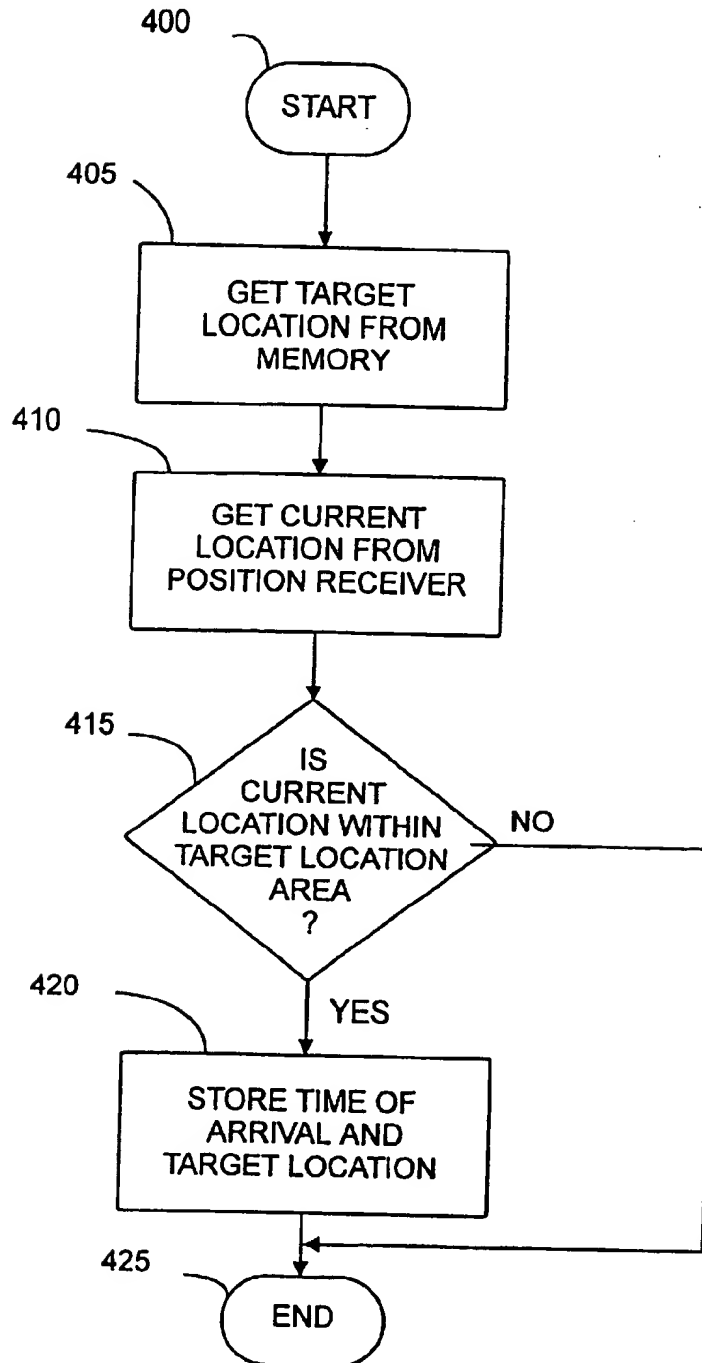 400
START
405
GET TARGET
LOCATION FROM
MEMORY
410
GET CURRENT
LOCATION FROM
POSITION RECEIVER
415
IS
CURRENT
LOCATION WITHIN
TARGET LOCATION
AREA
?
NO
YES
420
STORE TIME OF
ARRIVAL AND
TARGET LOCATION
425
END